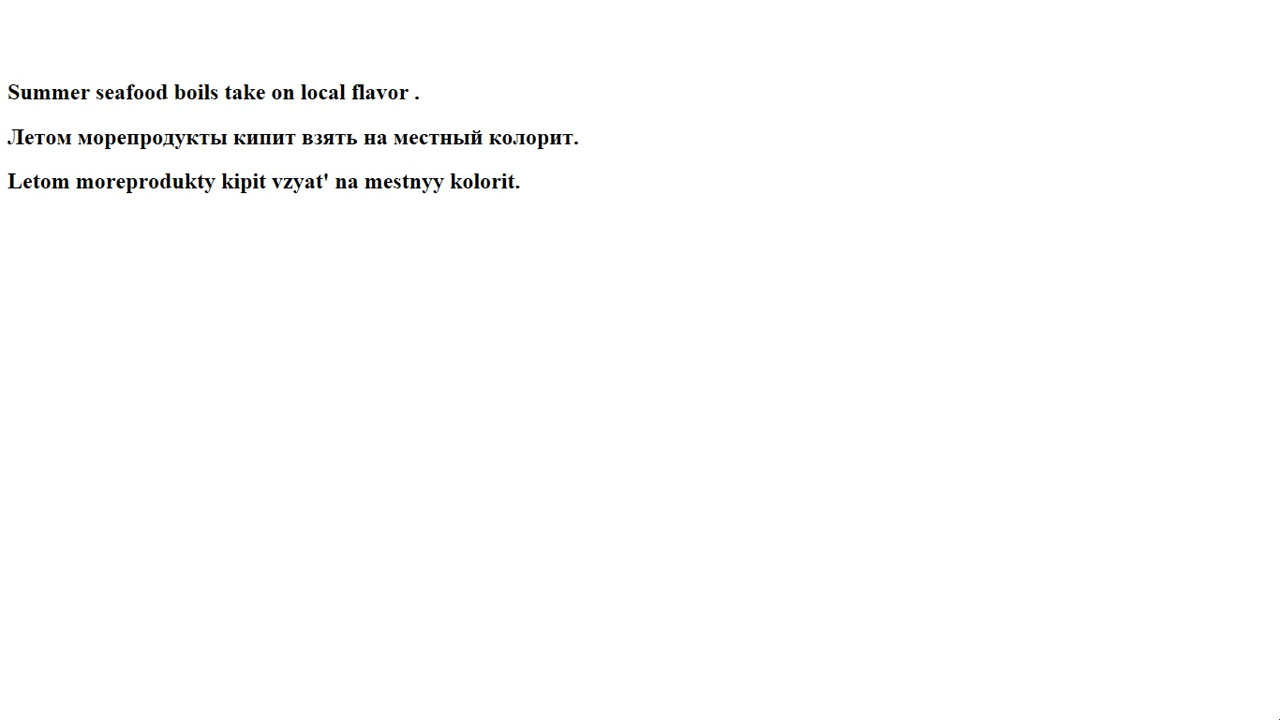 Summer seafood boils take on local flavor .
Летом морепродукты кипит взять на местный колорит.
Letom moreprodukty kipit vzyat' na mestnyy kolorit.